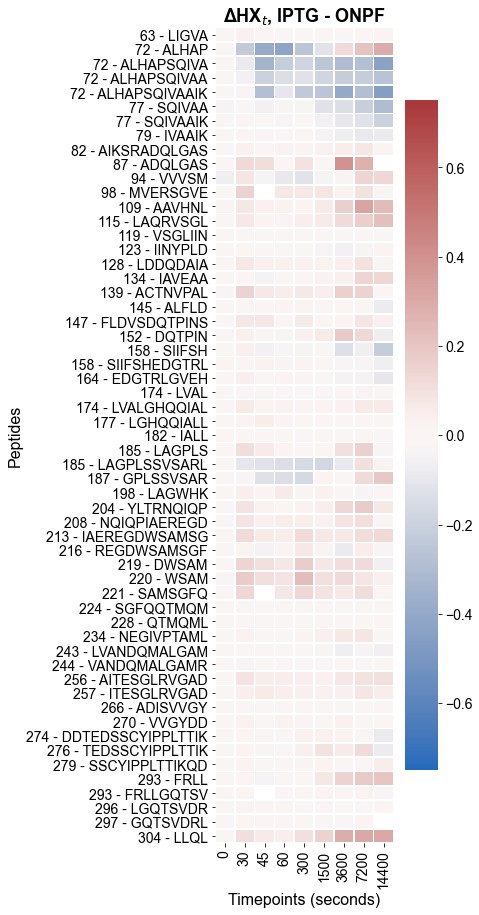 ΔHXt, IPTG - ONPF
63 - LIGVA
72 - ALHAP
72 - ALHAPSQIVA
72 - ALHAPSQIVAA
72 - ALHAPSQIVAAIK
77 - SQIVAA
77 - SQIVAAIK
79 - IVAAIK
82 - AIKSRADQLGAS
87 - ADQLGAS
94 - VVVSM
98 - MVERSGVE
109 - AAVHNL
115 - LAQRVSGL
119 - VSGLIIN
123 - IINYPLD
128 - LDDQDAIA
134 - IAVEAA
139 - ACTNVPAL
145 - ALFLD
147 - FLDVSDQTPINS
152 - DQTPIN
158 - SIIFSH
158 - SIIFSHEDGTRL
164 - EDGTRLGVEH
174 - LVAL
174 - LVALGHQQIAL
177 - LGHQQIALL
182 - IALL
185 - LAGPLS
185 - LAGPLSSVSARL
187 - GPLSSVSAR
198 - LAGWHK
204 - YLTRNQIQP
208 - NQIQPIAEREGD
213 - IAEREGDWSAMSG
216 - REGDWSAMSGF
219 - DWSAM
220 - WSAM
221 - SAMSGFQ
224 - SGFQQTMQM
228 - QTMQML
234 - NEGIVPTAML
243 - LVANDQMALGAM
244 - VANDQMALGAMR
256 - AITESGLRVGAD
257 - ITESGLRVGAD
266 - ADISVVGY
270 - VVGYDD
274 - DDTEDSSCYIPPLTTIK
276 - TEDSSCYIPPLTTIK
279 - SSCYIPPLTTIKQD
293 - FRLL
293 - FRLLGQTSV
296 - LGQTSVDR
297 - GQTSVDRL
304 - LLQL
Peptides
0 30 45 60 300 1500 3600 7200 14400
Timepoints (seconds)
0.6
0.4
0.2
0.0
−0.2
−0.4
−0.6